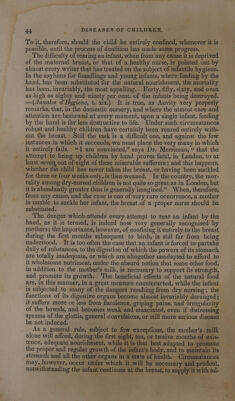 44 DISEASES OF CHILDREN.
To it, therefore, should the child be entirely confined, whenever it is
possible, until the process of dentition has made some progress.
The difficulty of rearing an infant, when from any cause it is deprived
of the maternal breast, or that of a healthy nurse, is pointed out by
almost every writer that has treated on the subject of infantile hygiene.
In the asylums for foundlings and young infants, where feeding by the
hand, has been substituted for the natural nourishment, the mortality
has been, invariably, the most appalling. Forty, fifty, sixty, and even
as high as eighty and ninety per cent. of the infants being destroyed.
—(Annales d'Hygiene, t. xix.) It is true, as Auvity very properly
remarks, that, in the domestic nursery, and where the utmost care and
attention are bestowed at every moment, upon a single infant, feeding
by the hand is far less destructive to life. Under such circumstances
robust and healthy children have certainly been reared entirely with-
out the breast. Still the task is a difficult one, and against the few
instances in which it succeeds, we must place the very many in which
it entirely fails. “I am convinced,” says Dr. Merriman, “that the
attempt to bring up children by hand proves fatal, in London, to at
least seven out of eight of these miserable sufferers; and this happens,
whether the child has never taken the breast, or having been suckled
for three or four weeks only, is then weaned. In the country, the mor-
tality among dry-nursed children is not quite so great as in London, but
it is abundantly greater than is generally imagined.” When, therefore,
from any cause, and the case is one of very rare occurrence, a mother
is unable to suckle her infant, the breast of a proper nurse should be
substituted.
The danger which attends every attempt to rear an infant by the
hand, as it is termed, is indeed now very generally recognised by
mothers; the importance, however, of confining it entirely to the breast
during the first months subsequent to birth, is still far from being
understood. It is too often the case that an infant is forced to partake
daily of substances, to the digestion of which the powers of its stomach
are totally inadequate, or which are altogether unadapted to afford to
it wholesome nutriment, under the absurd notion that some other food,
in addition to the mother's milk, is necessary to support its strength,
and promote its growth. The beneficial effects of the natural food
are, in this manner, in a great measure counteracted, while the infant
is subjected to many of the dangers resulting from dry nursing; the
functions of its digestive organs become almost invariably deranged;
it suffers more or less from flatulence, griping pains, and irregularity
of the bowels, and becomes weak and emaciated, even if distressing
spasms of the glottis, general convulsions, or still more serious disease
be not induced.
As a general rule, subject to few exceptions, the mother's milk
alone will afford, during the first eight, ten, or twelve months of exis-
tence, adequate nourishment, while it is that best adapted to promote
the proper and regular growth of the infant's body, and to maintain its
stomach and all the other organs in a state of health. Circumstances
may, however, occur under which it will be necessary and prudent,
notwithstanding the infant continues at the breast, to supply it with ad-